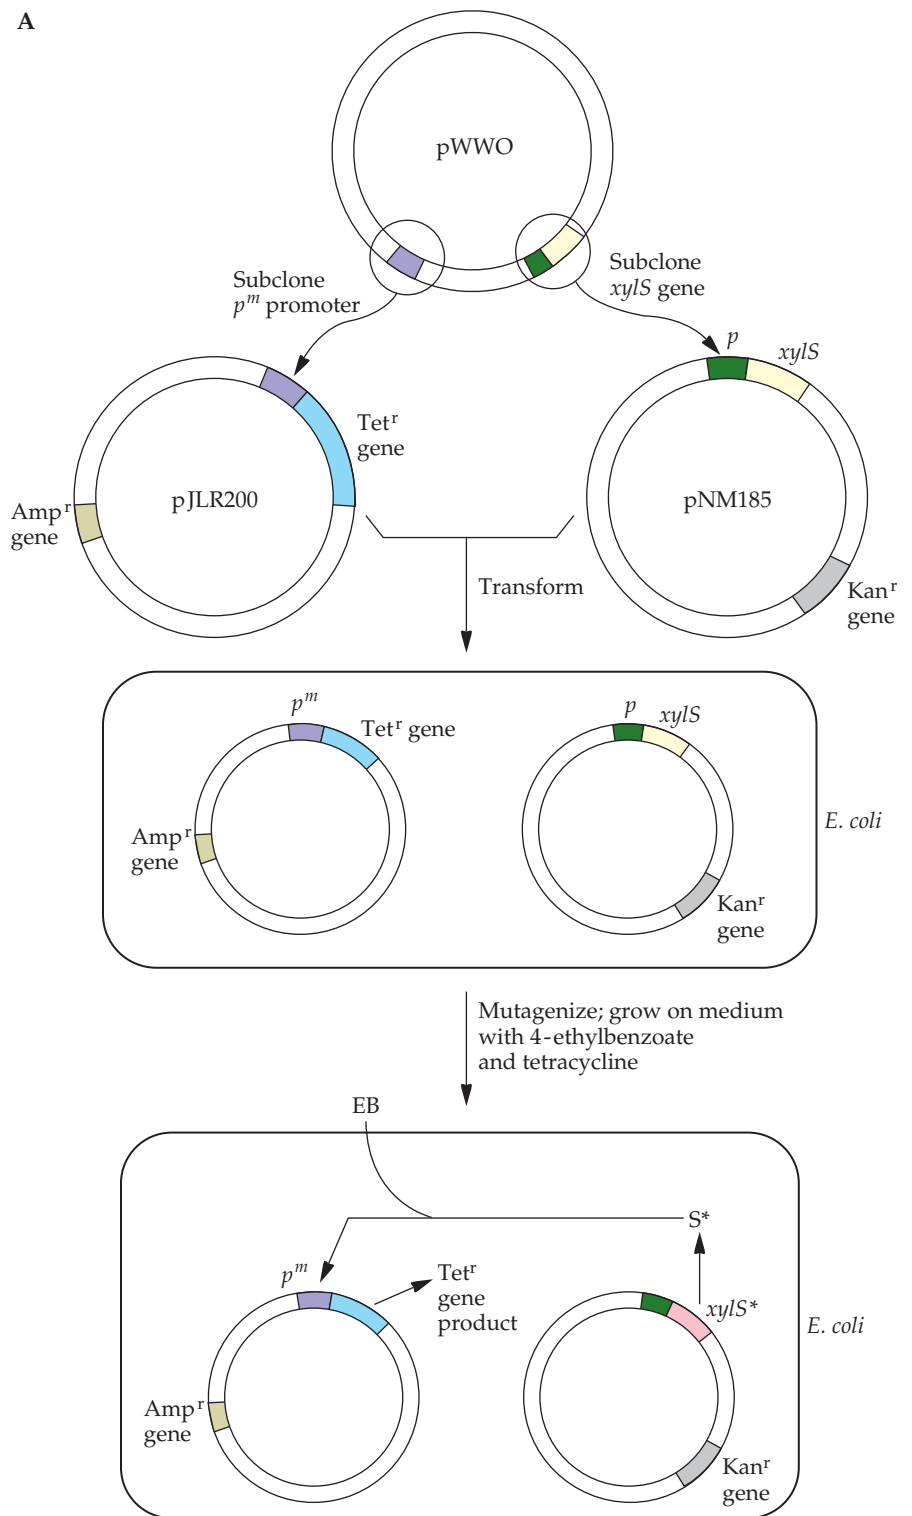 A
pWWO
Subclone
p^m promoter
Subclone
xylS gene
p
xylS
Tet^r
gene
pJLR200
Amp^r
gene
pNM185
Kan^r
gene
Transform
p^m
Tet^r gene
Amp^r
gene
p
xylS
Kan^r
gene
E. coli
Mutagenize; grow on medium
with 4-ethylbenzoate
and tetracycline
EB
S*
p^m
Tet^r
gene
product
xylS*
E. coli
Amp^r
gene
Kan^r
gene